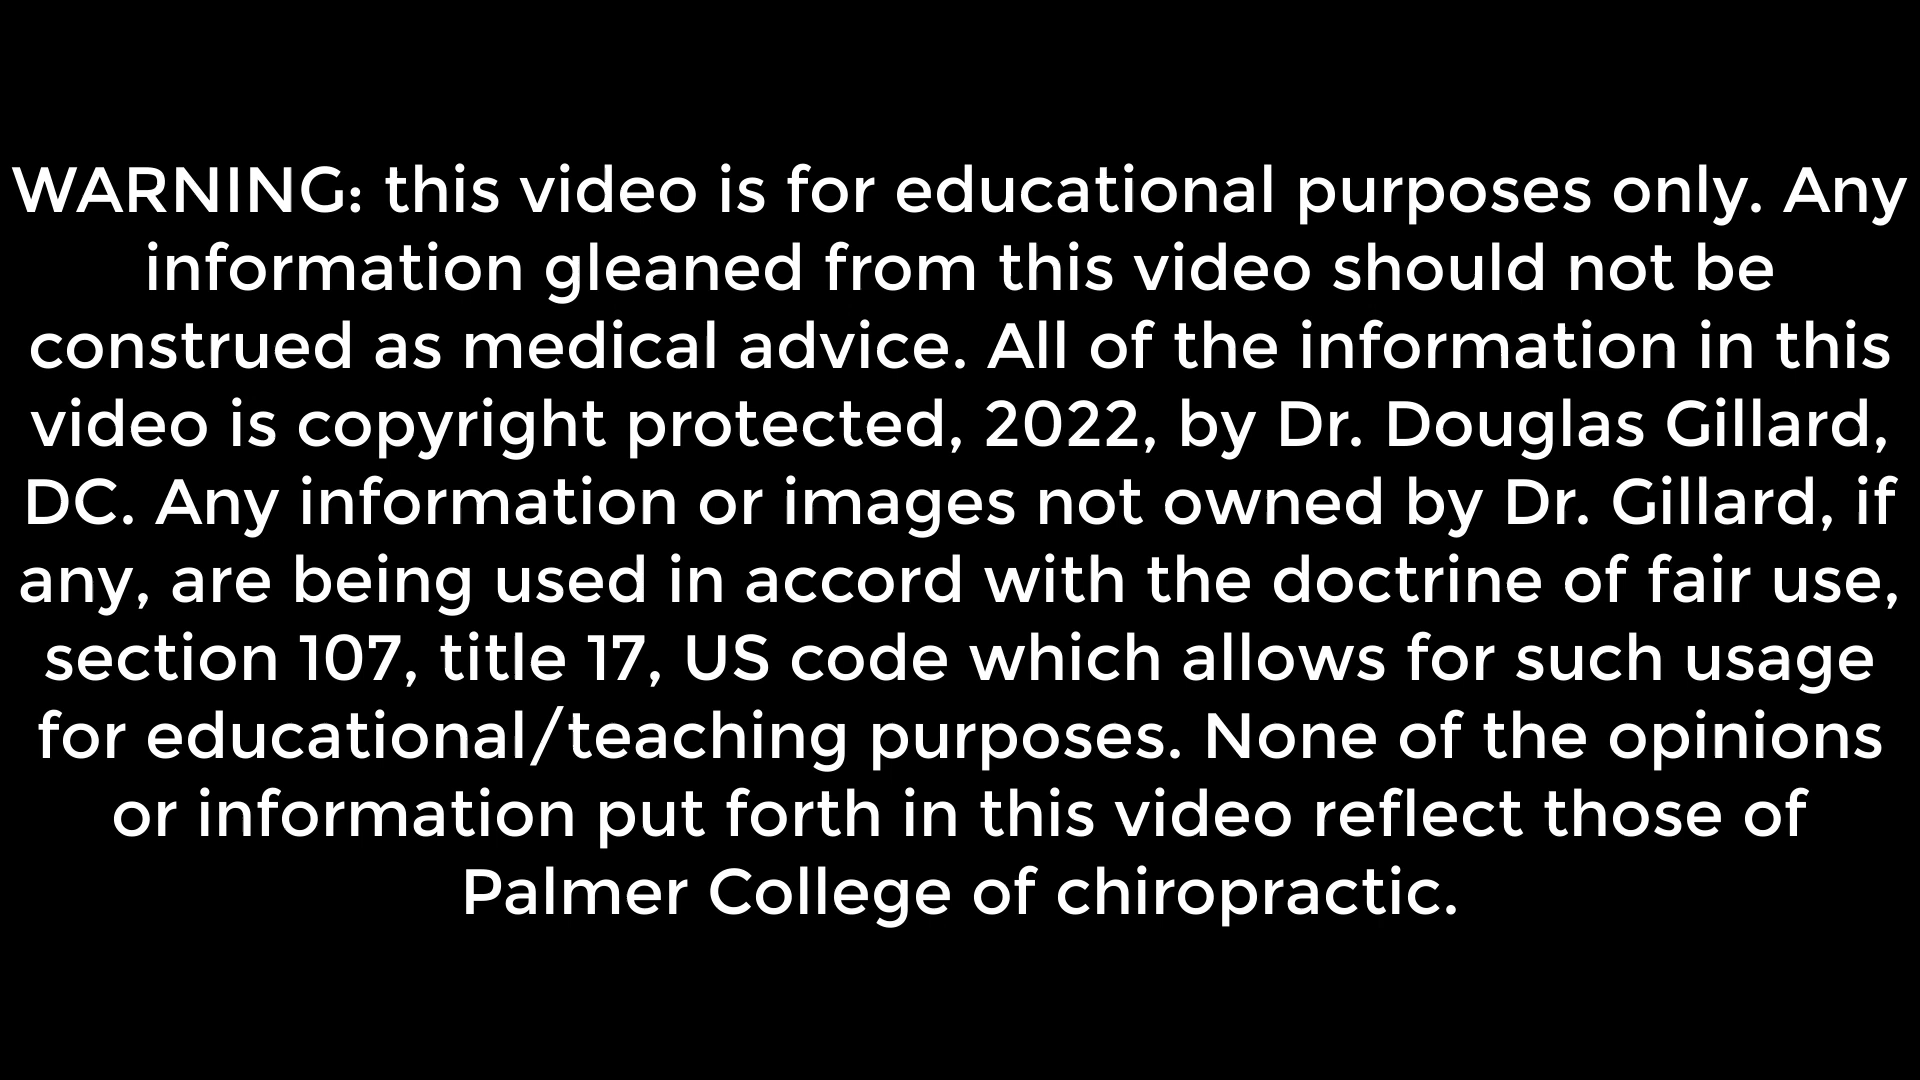 WARNING: this video is for educational purposes only. Any
information gleaned from this video should not be
construed as medical advice. All of the information in this
video is copyright protected, 2022, by Dr. Douglas Gillard,
DC. Any information or images not owned by Dr. Gillard, if
any, are being used in accord with the doctrine of fair use,
section 107, title 17, US code which allows for such usage
for educational/teaching purposes. None of the opinions
or information put forth in this video reflect those of
Palmer College of chiropractic.